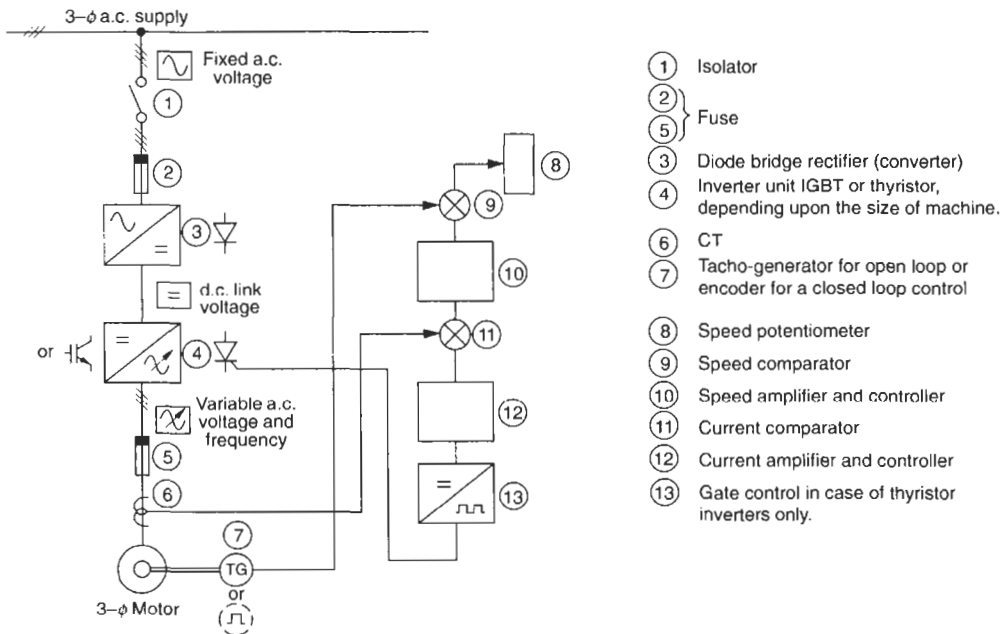 3–ϕ a.c. supply
Fixed a.c.
voltage
1
2
3
=
= d.c. link
voltage
or
=
4
Variable a.c.
voltage and
frequency
5
6
7
TG
or
3–ϕ Motor
8
9
10
11
12
=
13
1 Isolator
2
5
Fuse
3 Diode bridge rectifier (converter)
4 Inverter unit IGBT or thyristor,
depending upon the size of machine.
6 CT
7 Tacho-generator for open loop or
encoder for a closed loop control
8 Speed potentiometer
9 Speed comparator
10 Speed amplifier and controller
11 Current comparator
12 Current amplifier and controller
13 Gate control in case of thyristor
inverters only.